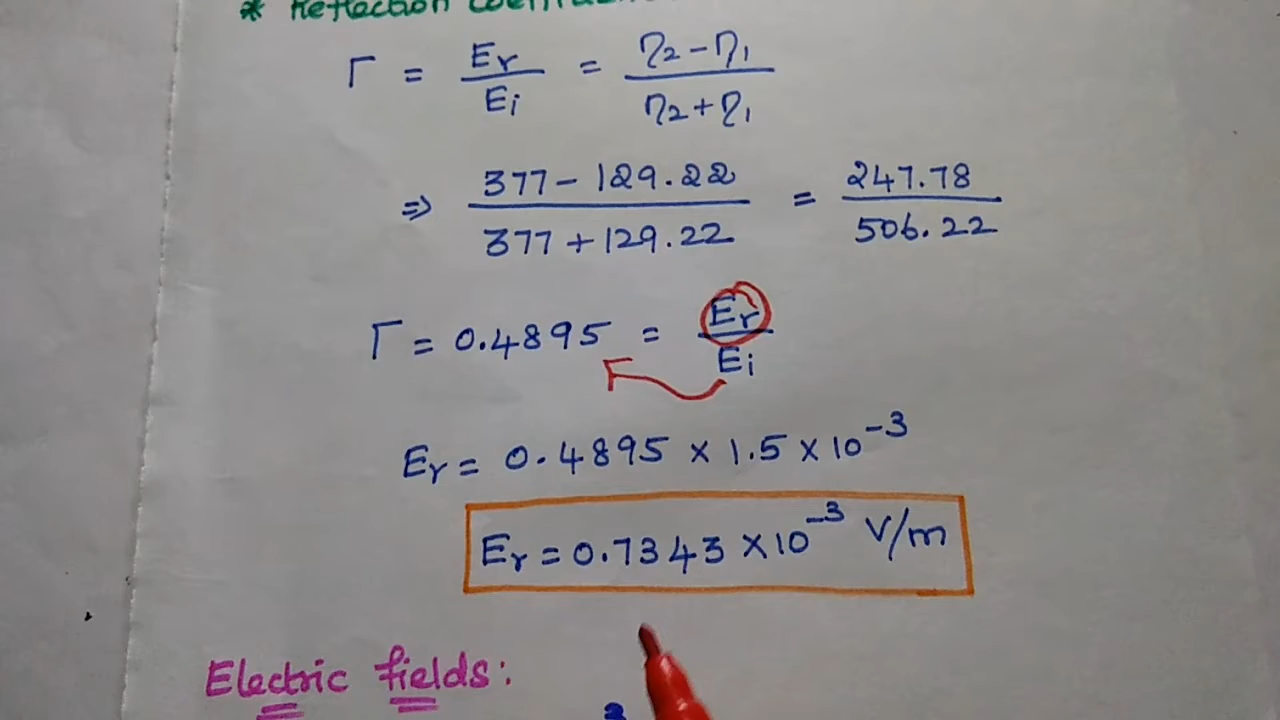 * Reflection
Γ = Er/Ei = η2-η1/η2+η1
⇒ 377-129.22/377+129.22 = 247.78/506.22
Γ = 0.4895 = Er/Ei
Er = 0.4895 × 1.5 × 10^-3
Er = 0.7343 × 10^-3 V/m
Electric fields: